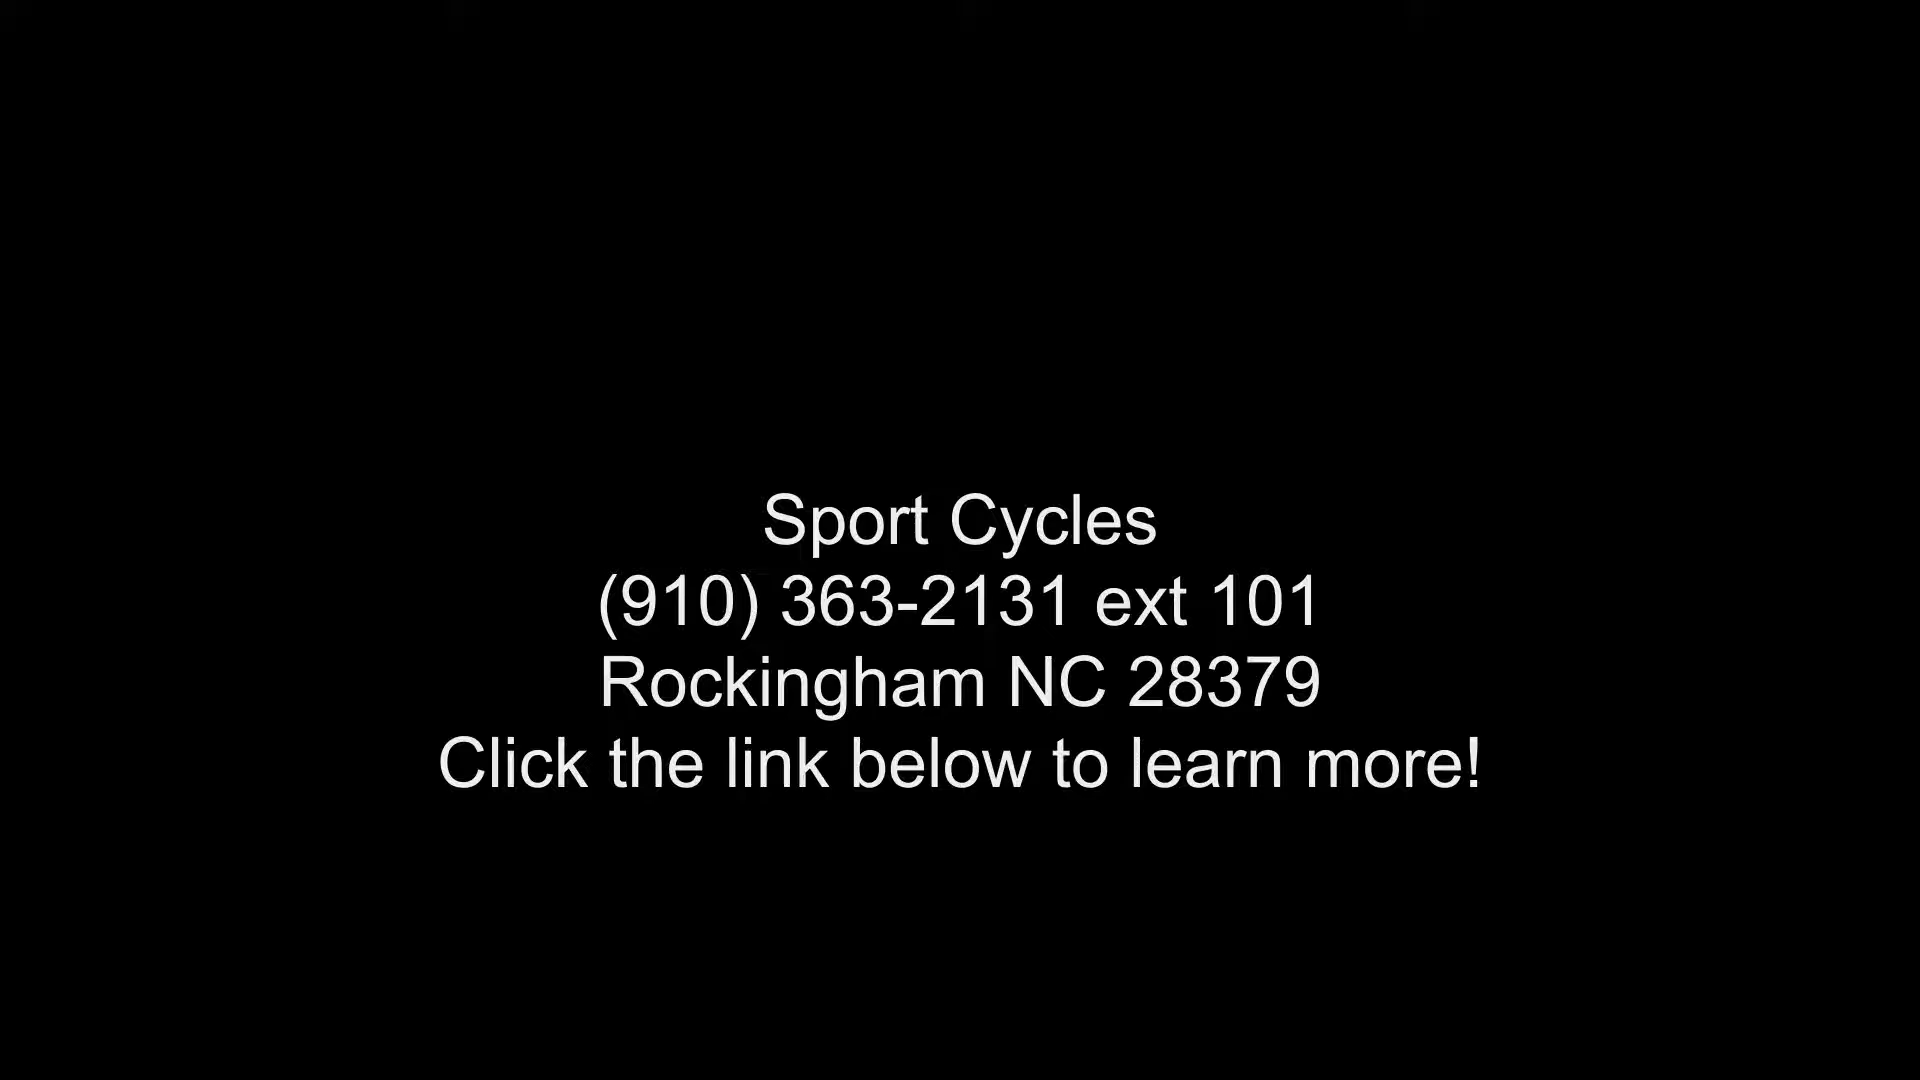 Sport Cycles
(910) 363-2131 ext 101
Rockingham NC 28379
Click the link below to learn more!